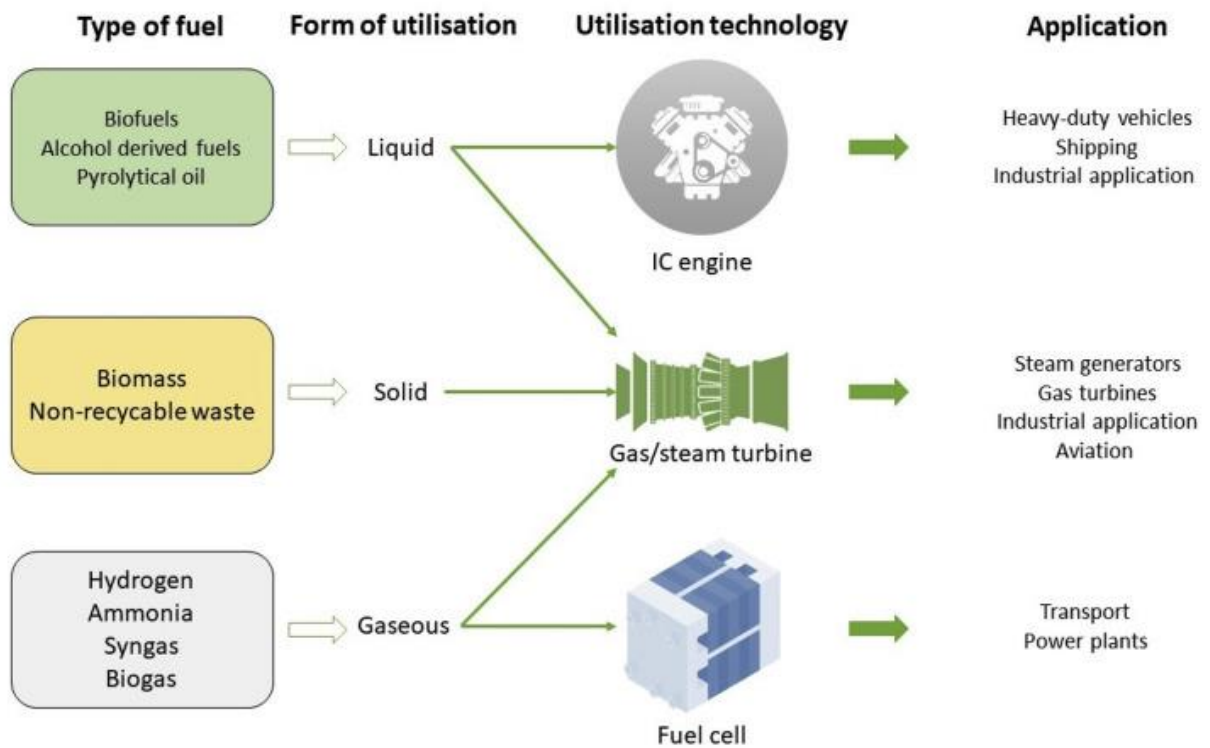 Type of fuel
Form of utilisation
Utilisation technology
Application
Biofuels
Alcohol derived fuels
Pyrolytical oil
Liquid
IC engine
Heavy-duty vehicles
Shipping
Industrial application
Biomass
Non-recycable waste
Solid
Gas/steam turbine
Steam generators
Gas turbines
Industrial application
Aviation
Hydrogen
Ammonia
Syngas
Biogas
Gaseous
Fuel cell
Transport
Power plants